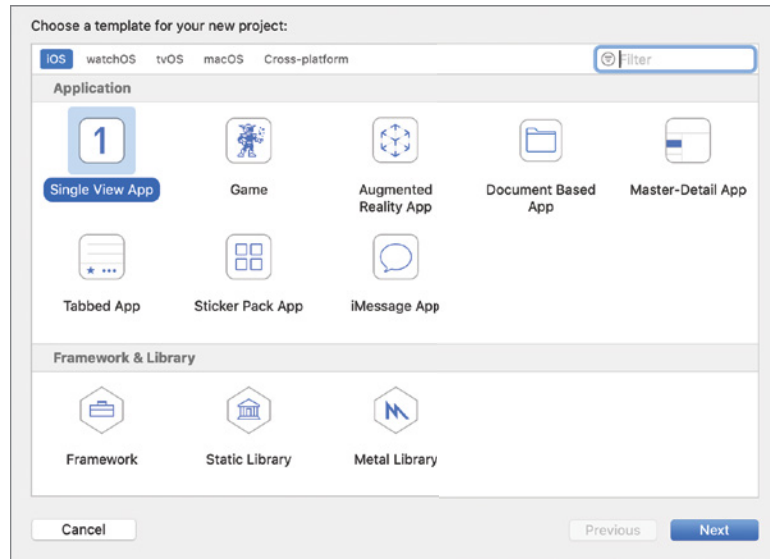 Choose a template for your new project:
iOS watchOS tvOS macOS Cross-platform Filter
Application
1
Single View App Game Augmented Reality App Document Based App Master-Detail App
Tabbed App Sticker Pack App iMessage App
Framework & Library
Framework Static Library Metal Library
Cancel Previous Next